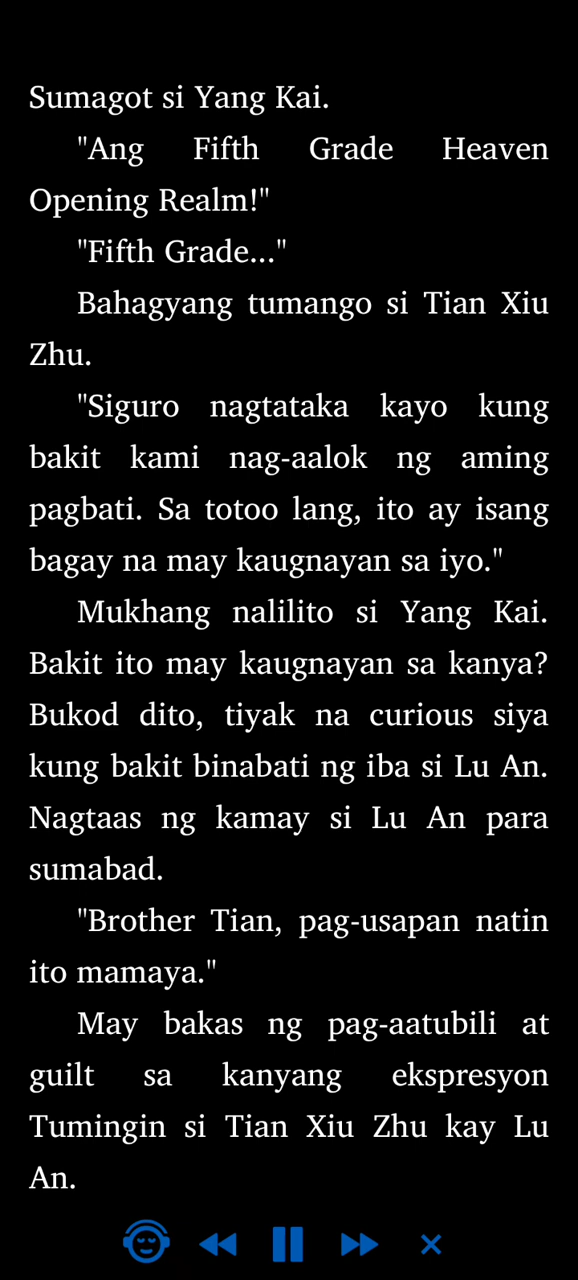 Sumagot si Yang Kai.
"Ang Fifth Grade Heaven
Opening Realm!"
"Fifth Grade..."
Bahagyang tumango si Tian Xiu
Zhu.
"Siguro nagtataka kayo kung
bakit kami nag-aalok ng aming
pagbati. Sa totoo lang, ito ay isang
bagay na may kaugnayan sa iyo."
Mukhang nalilito si Yang Kai.
Bakit ito may kaugnayan sa kanya?
Bukod dito, tiyak na curious siya
kung bakit binabati ng iba si Lu An.
Nagtaas ng kamay si Lu An para
sumabad.
"Brother Tian, pag-usapan natin
ito mamaya."
May bakas ng pag-aatubili at
guilt sa kanyang ekspresyon
Tumingin si Tian Xiu Zhu kay Lu
An.